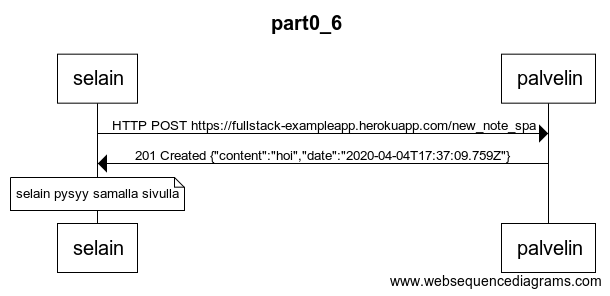 part0_6
selain
palvelin
HTTP POST https://fullstack-exampleapp.herokuapp.com/new_note_spa
201 Created {"content":"hoi","date":"2020-04-04T17:37:09.759Z"}
selain pysyy samalla sivulla
selain
palvelin
www.websequencediagrams.com